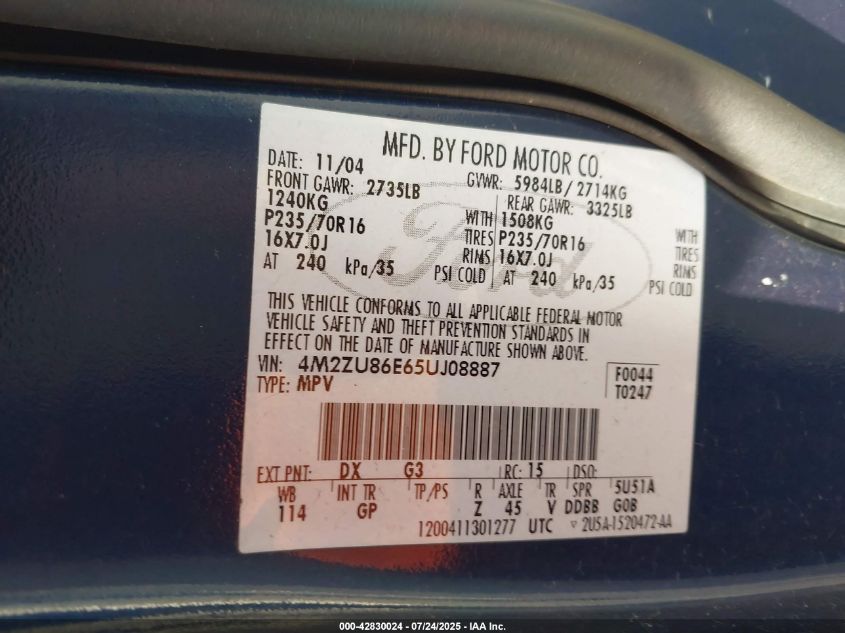 MFD. BY FORD MOTOR CO.
DATE: 11/04 GVWR: 5984LB/2714KG
FRONT GAWR: 2735LB REAR GAWR: 3325LB
1240KG WITH 1508KG WITH
P235/70R16 TIRES P235/70R16 TIRES
16X7.0J RIMS 16X7.0J RIMS
AT 240 kPa/35 PSI COLD AT 240 kPa/35 PSI COLD
Ford
THIS VEHICLE CONFORMS TO ALL APPLICABLE FEDERAL MOTOR
VEHICLE SAFETY AND THEFT PREVENTION STANDARDS IN
EFFECT ON THE DATE OF MANUFACTURE SHOWN ABOVE.
VIN: 4M2ZU86E65UJ08887 F0044
TYPE: MPV T0247
EXT PNT: DX G3 RC: 15 DSO:
WB INT TR TP/PS R AXLE TR SPR 5U51A
114 GP Z 45 V DDBB GOB
1200411301277 UTC ▽ 2U5A-1520472-AA
000-42830024 - 07/24/2025 - IAA Inc.